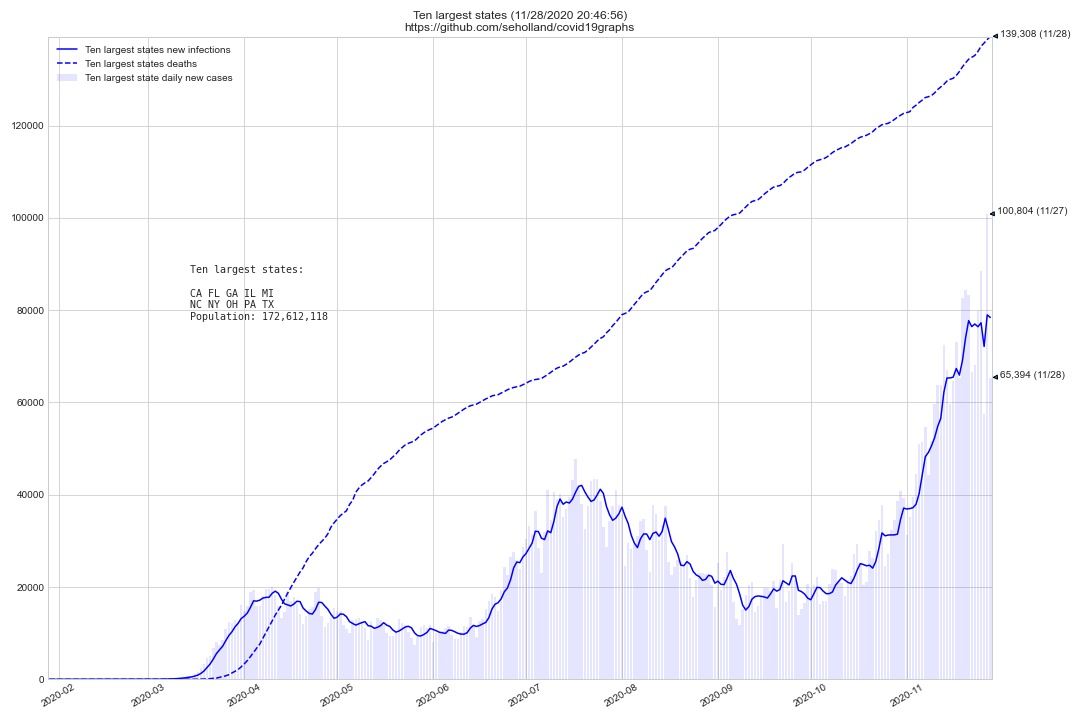 Ten largest states (11/28/2020 20:46:56)
https://github.com/seholland/covid19graphs
Ten largest states new infections
Ten largest states deaths
Ten largest state daily new cases
139,308 (11/28)
120000
100000
100,804 (11/27)
Ten largest states:
CA FL GA IL MI
NC NY OH PA TX
Population: 172,612,118
80000
65,394 (11/28)
60000
40000
20000
0
2020-02
2020-03
2020-04
2020-05
2020-06
2020-07
2020-08
2020-09
2020-10
2020-11